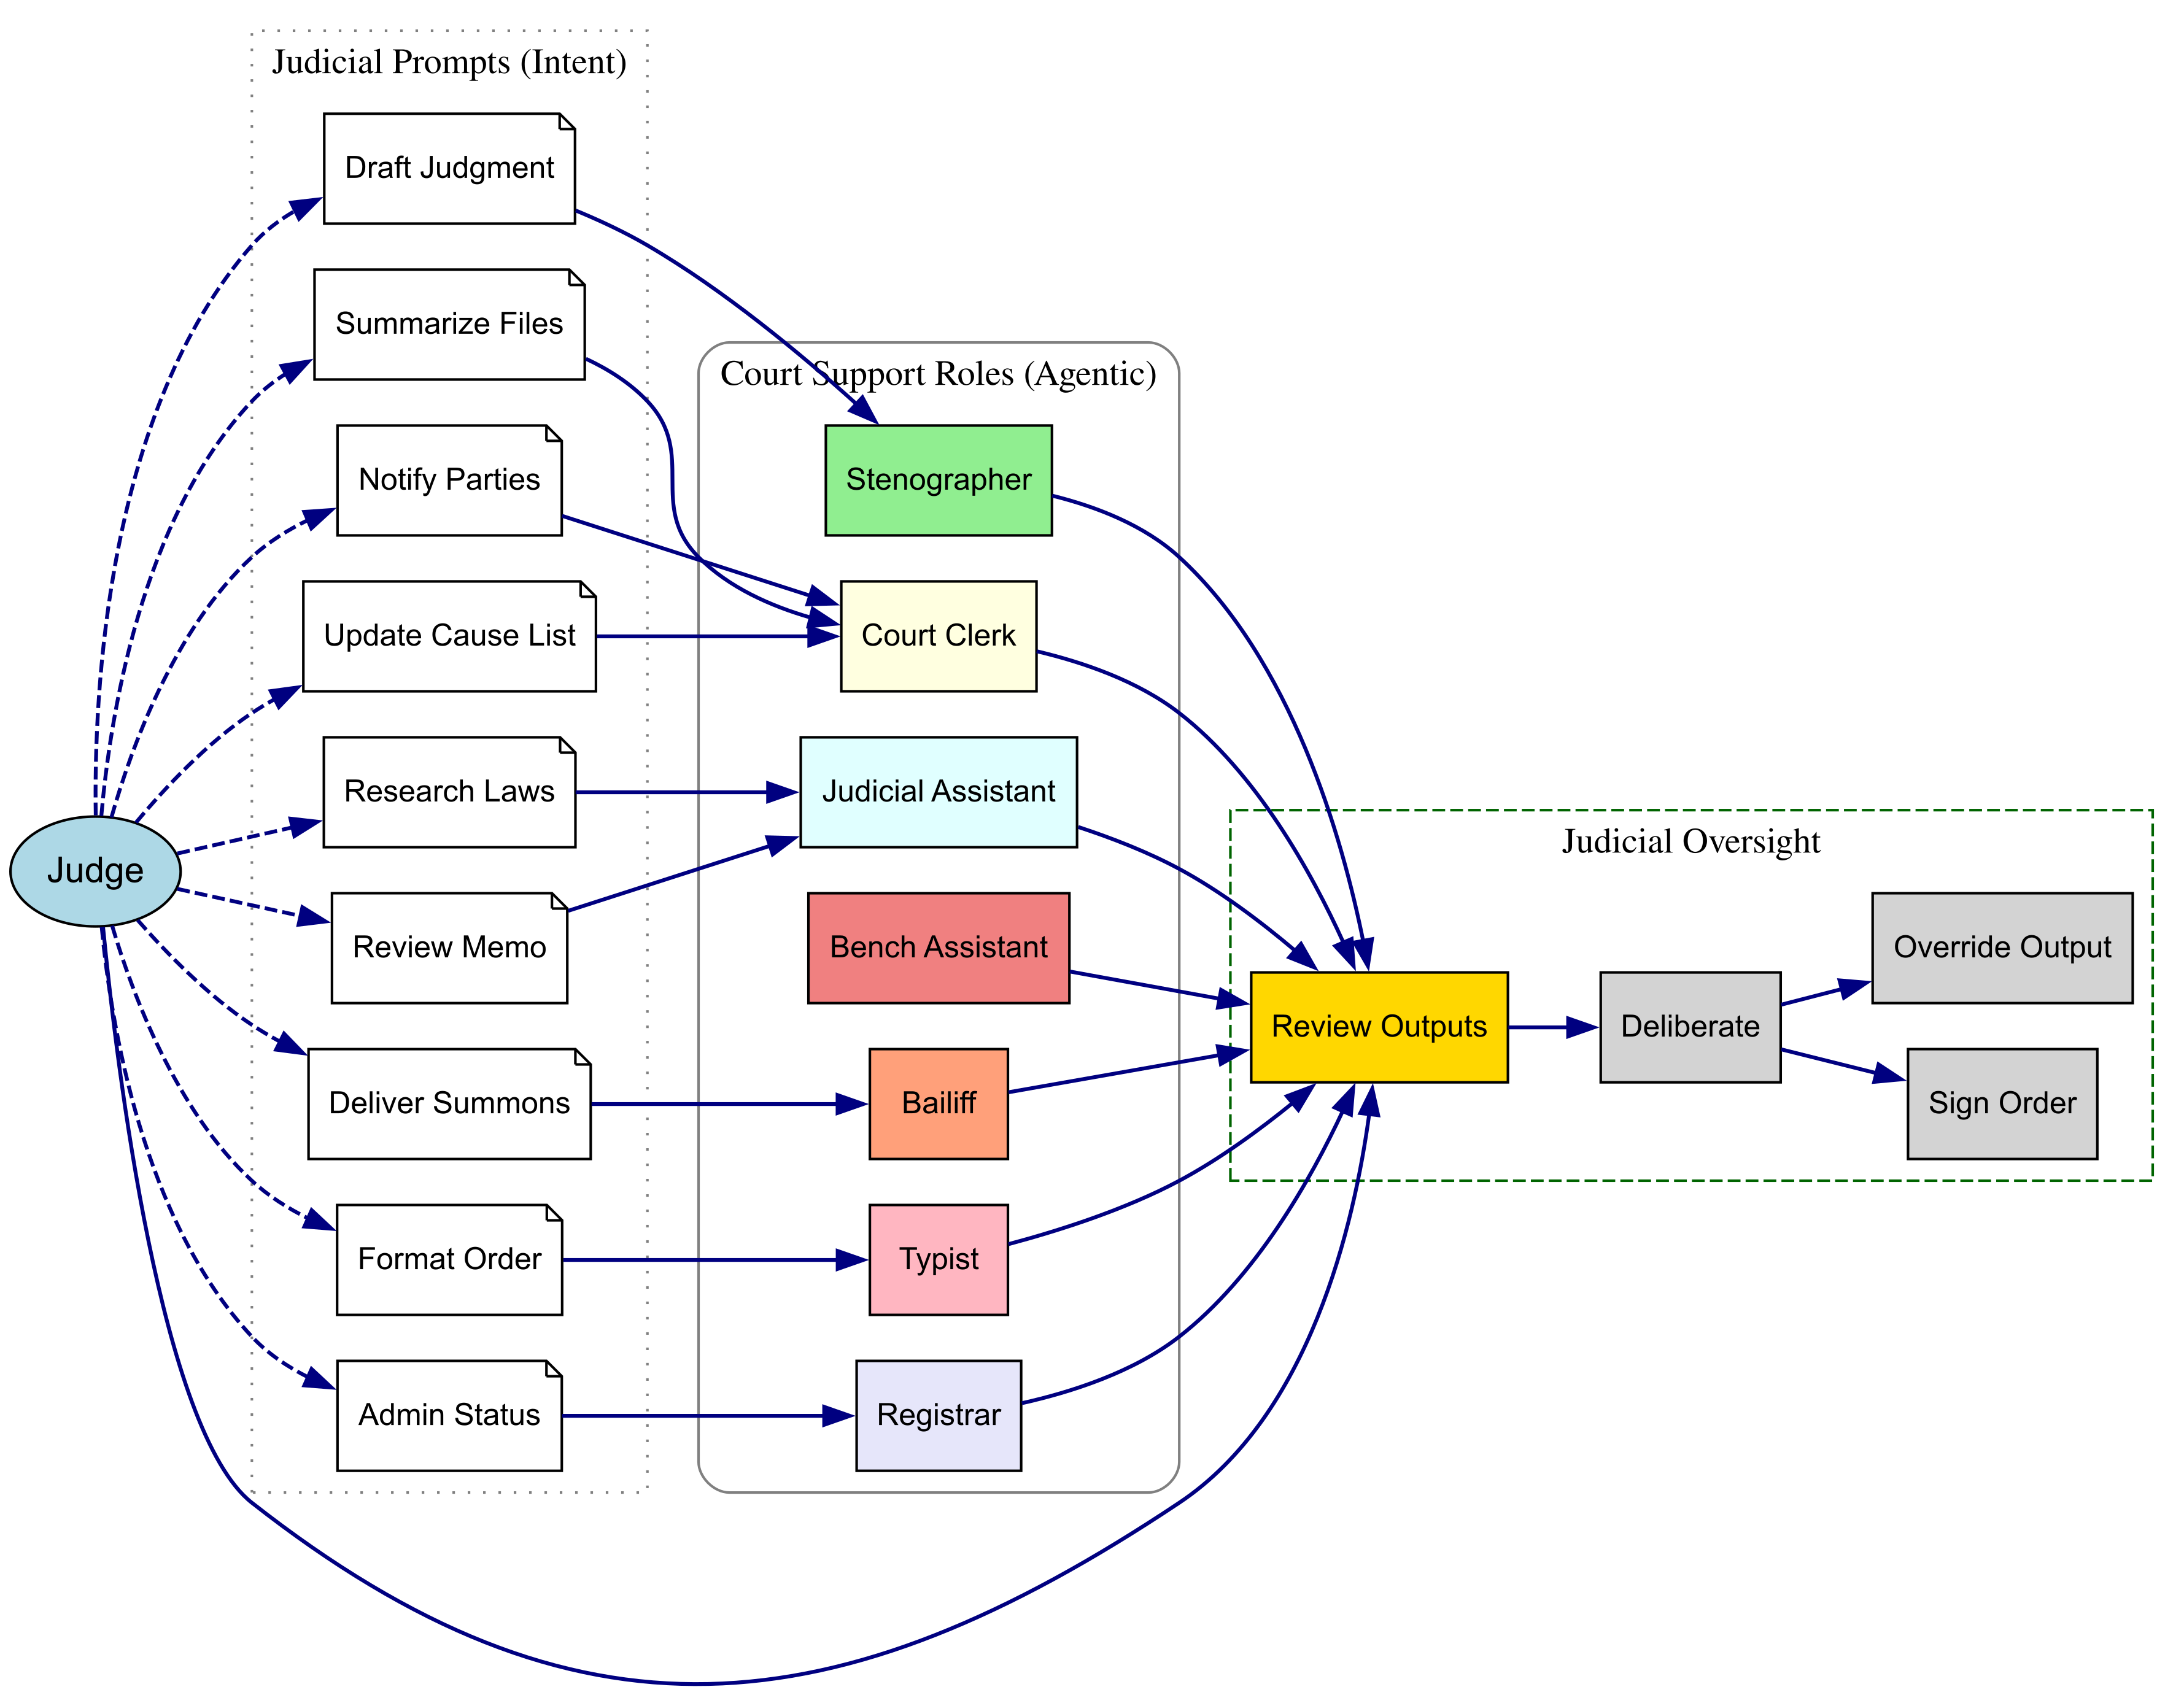 Judicial Prompts (Intent)
Draft Judgment
Summarize Files
Notify Parties
Update Cause List
Research Laws
Review Memo
Deliver Summons
Format Order
Admin Status
Judge
Court Support Roles (Agentic)
Stenographer
Court Clerk
Judicial Assistant
Bench Assistant
Bailiff
Typist
Registrar
Judicial Oversight
Review Outputs
Deliberate
Override Output
Sign Order